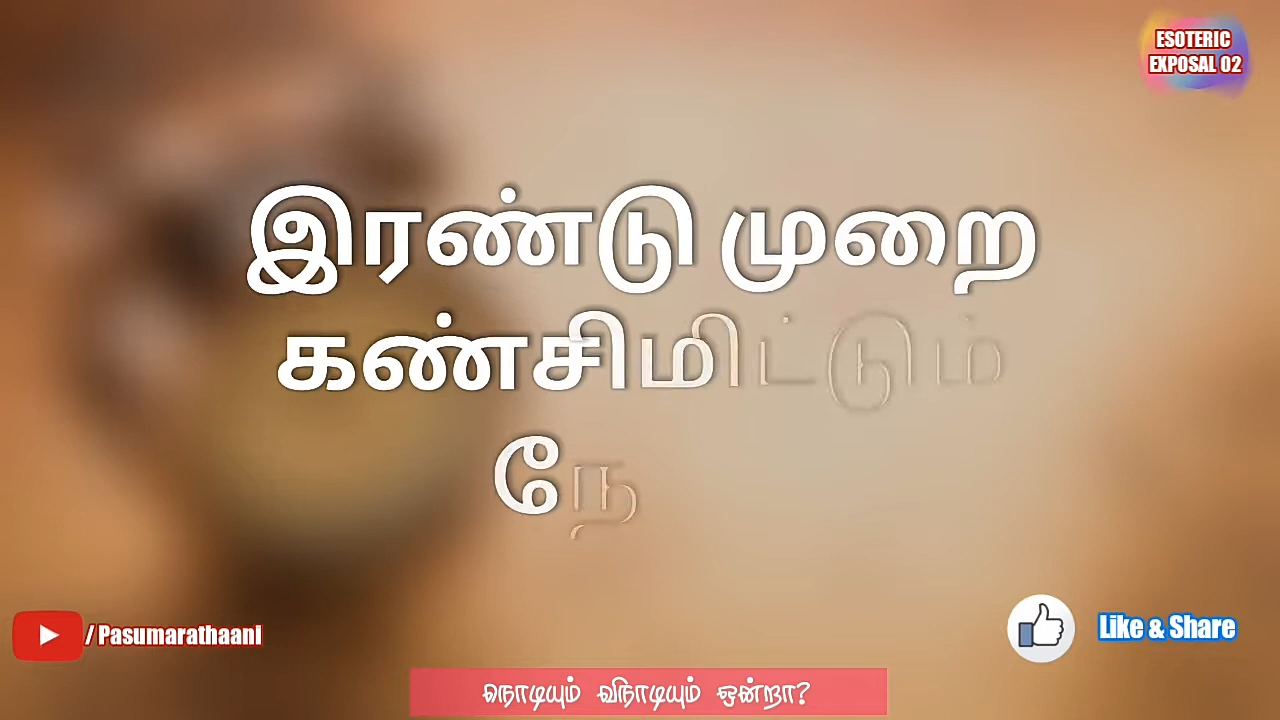 ESOTERIC
EXPOSAL 02
இரண்டு முறை
கண்சிமிட்டும்
நே
/ Pasumarathaani
Like & Share
நொடியும் விநாடியும் ஒன்றா?